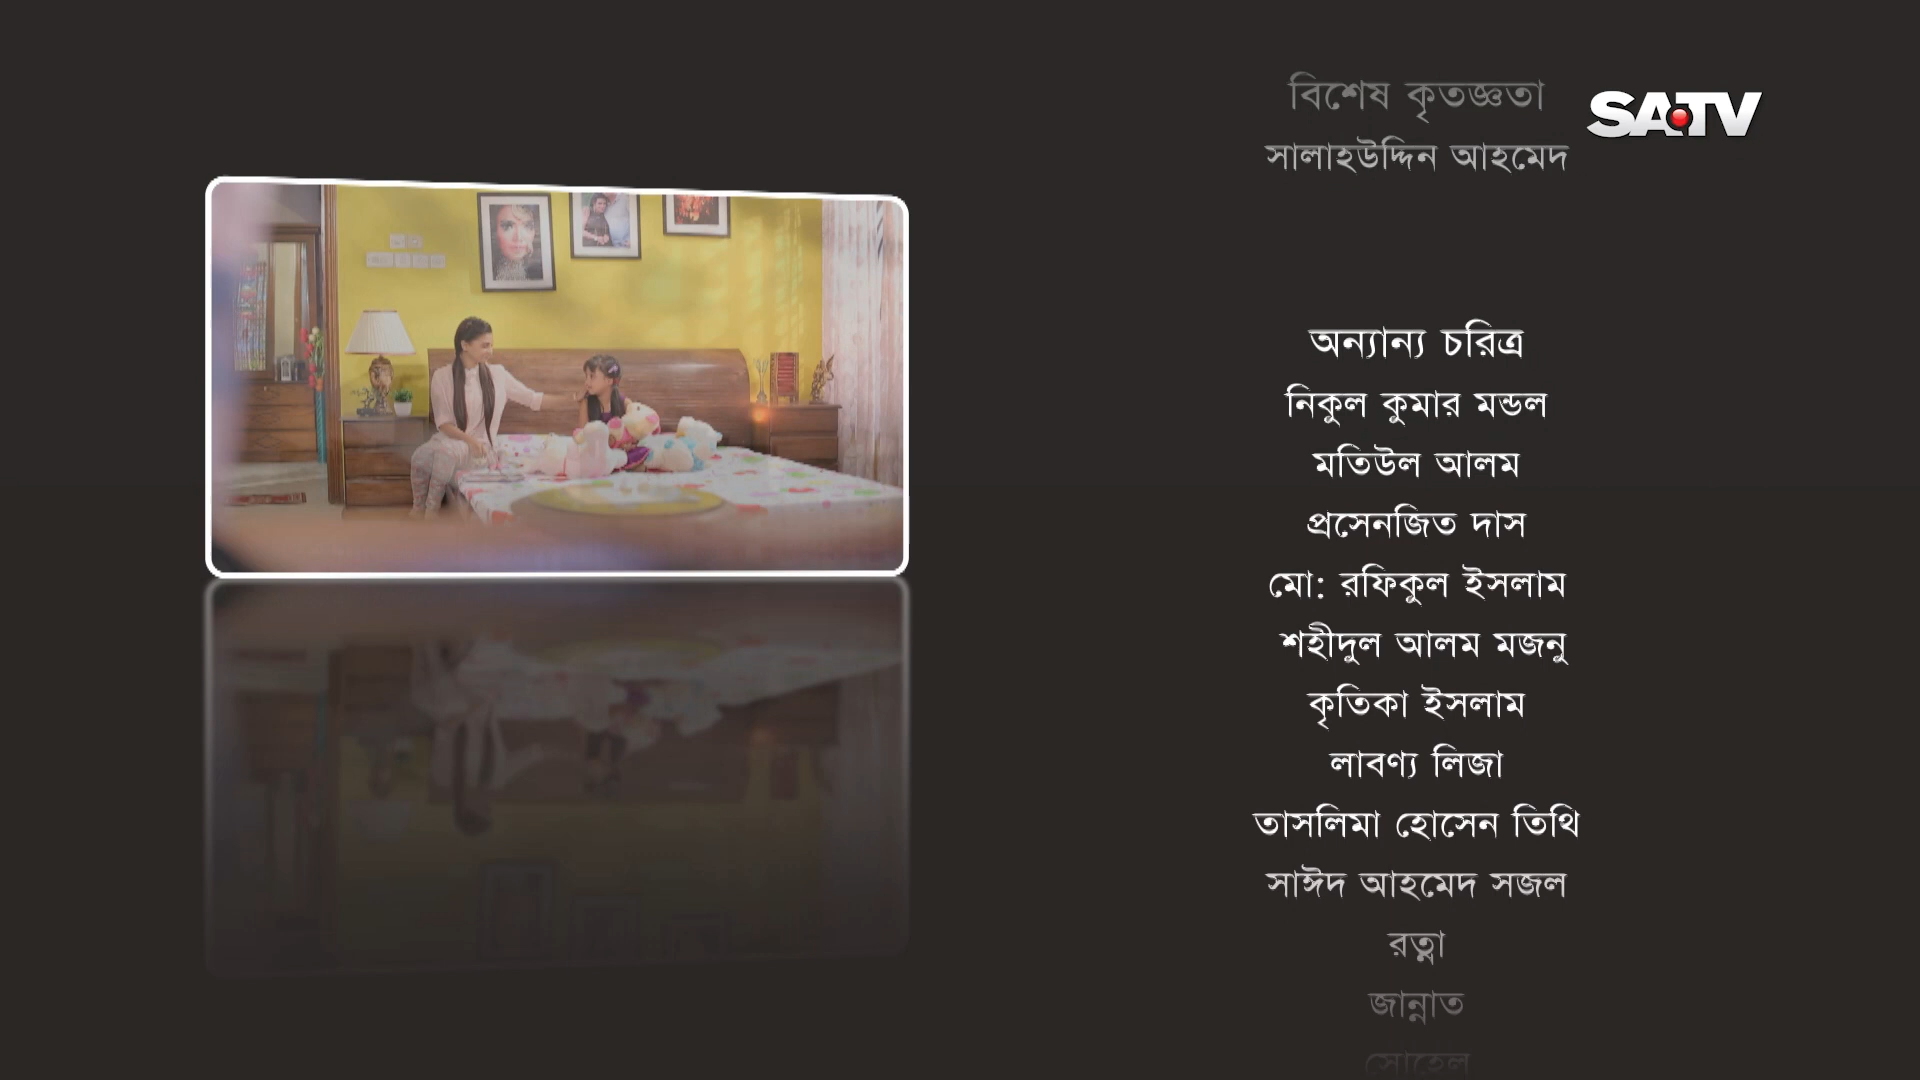 বিশেষ কৃতজ্ঞতা
SATV
সালাহউদ্দিন আহমেদ
অন্যান্য চরিত্র
নিকুল কুমার মন্ডল
মতিউল আলম
প্রসেনজিত দাস
মো: রফিকুল ইসলাম
শহীদুল আলম মজনু
কৃতিকা ইসলাম
লাবণ্য লিজা
তাসলিমা হোসেন তিথি
সাঈদ আহমেদ সজল
রত্না
জান্নাত
সোহেল